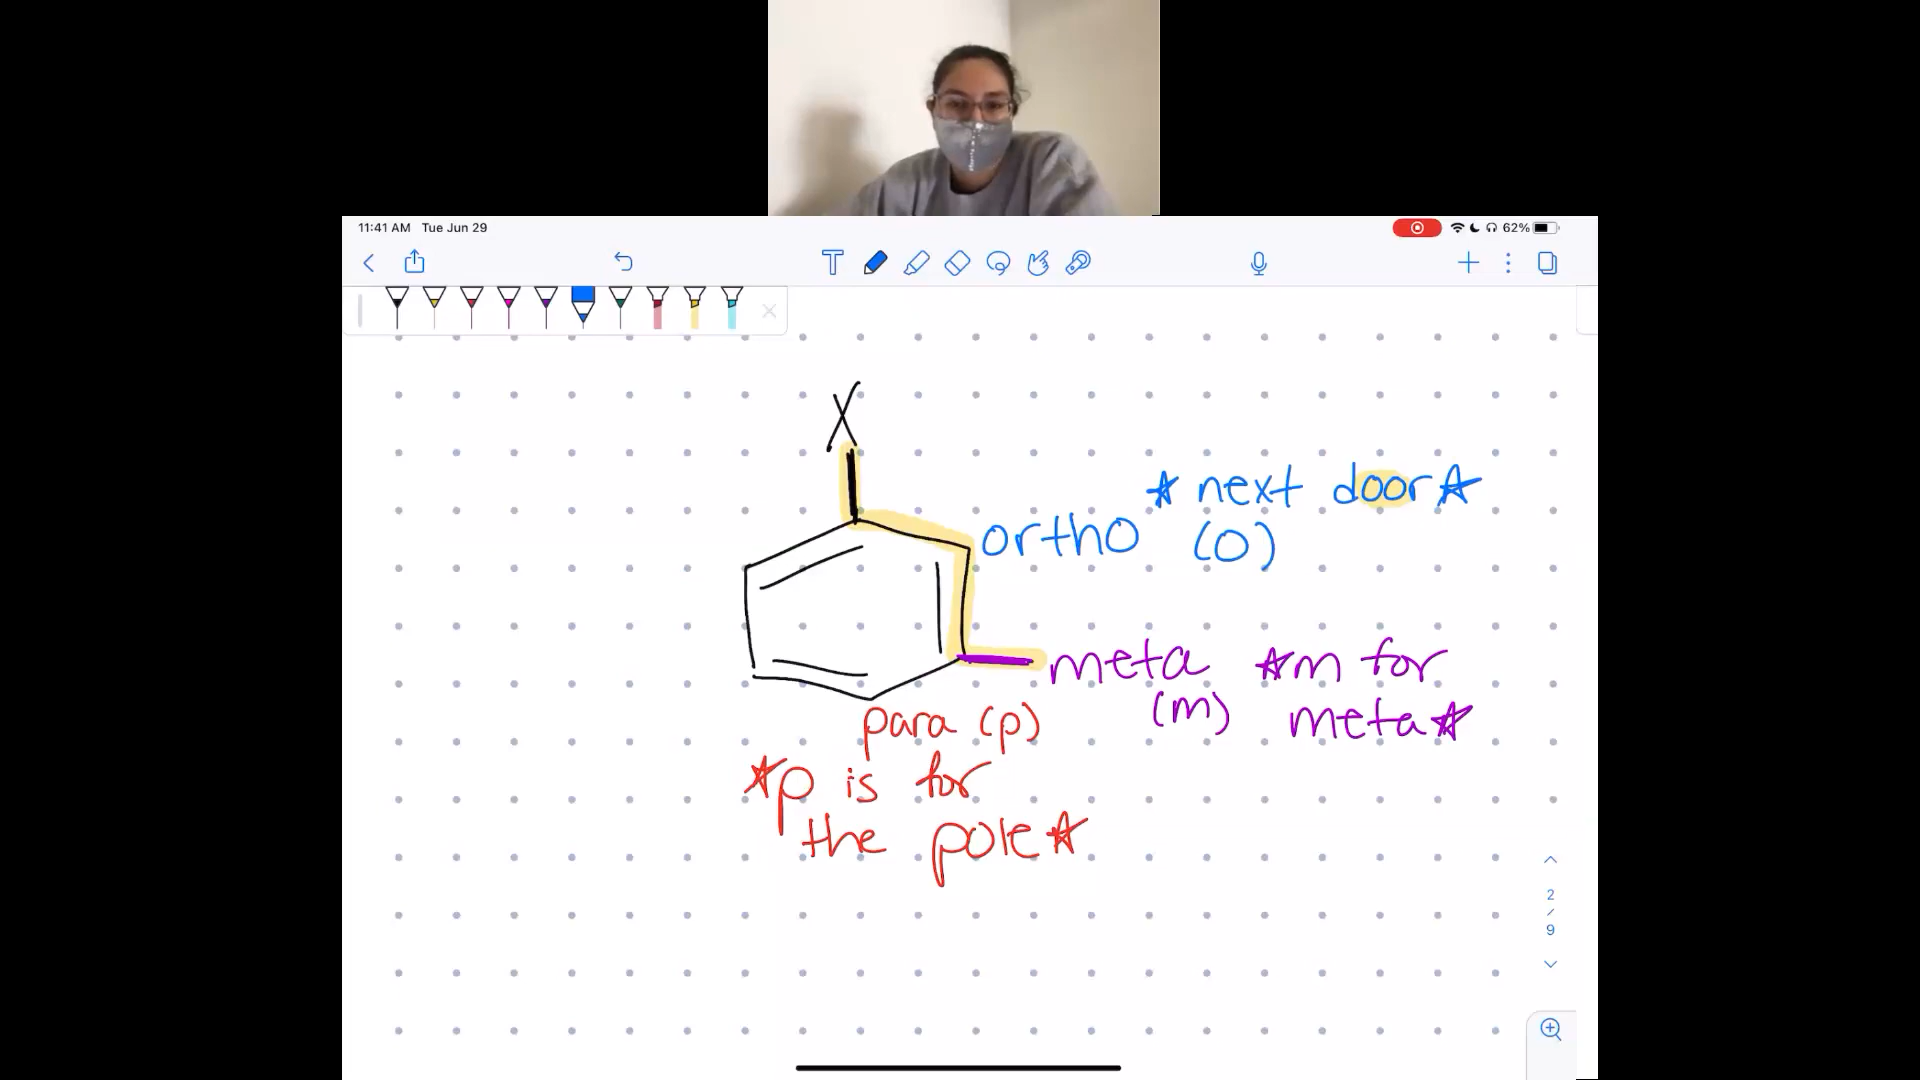 11:41 AM Tue Jun 29
62%
T
X
☆ next door☆
ortho (o)
meta ☆m for
(m) meta☆
para (p)
☆p is for
the pole☆
2
/
9